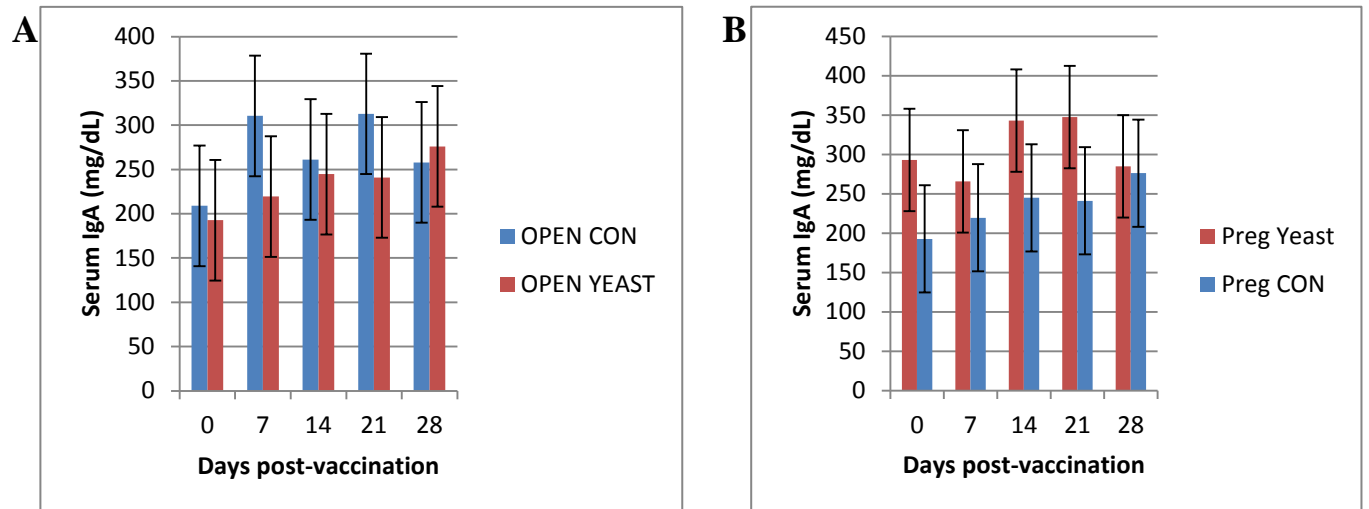 A
Serum IgA (mg/dL)
400
350
300
250
200
150
100
50
0
0 7 14 21 28
Days post-vaccination
OPEN CON
OPEN YEAST
B
Serum IgA (mg/dL)
450
400
350
300
250
200
150
100
50
0
0 7 14 21 28
Days post-vaccination
Preg Yeast
Preg CON